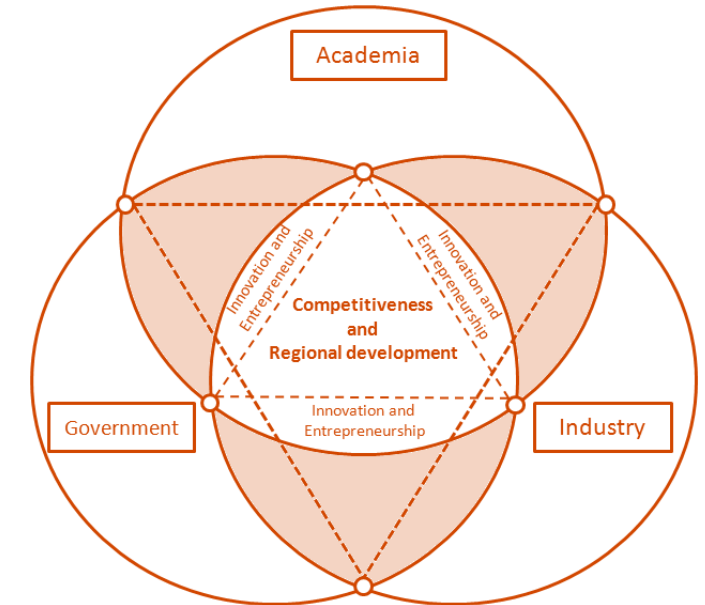 Academia
Innovation and
Entrepreneurship
Innovation and
Entrepreneurship
Competitiveness
and
Regional development
Government
Innovation and
Entrepreneurship
Industry